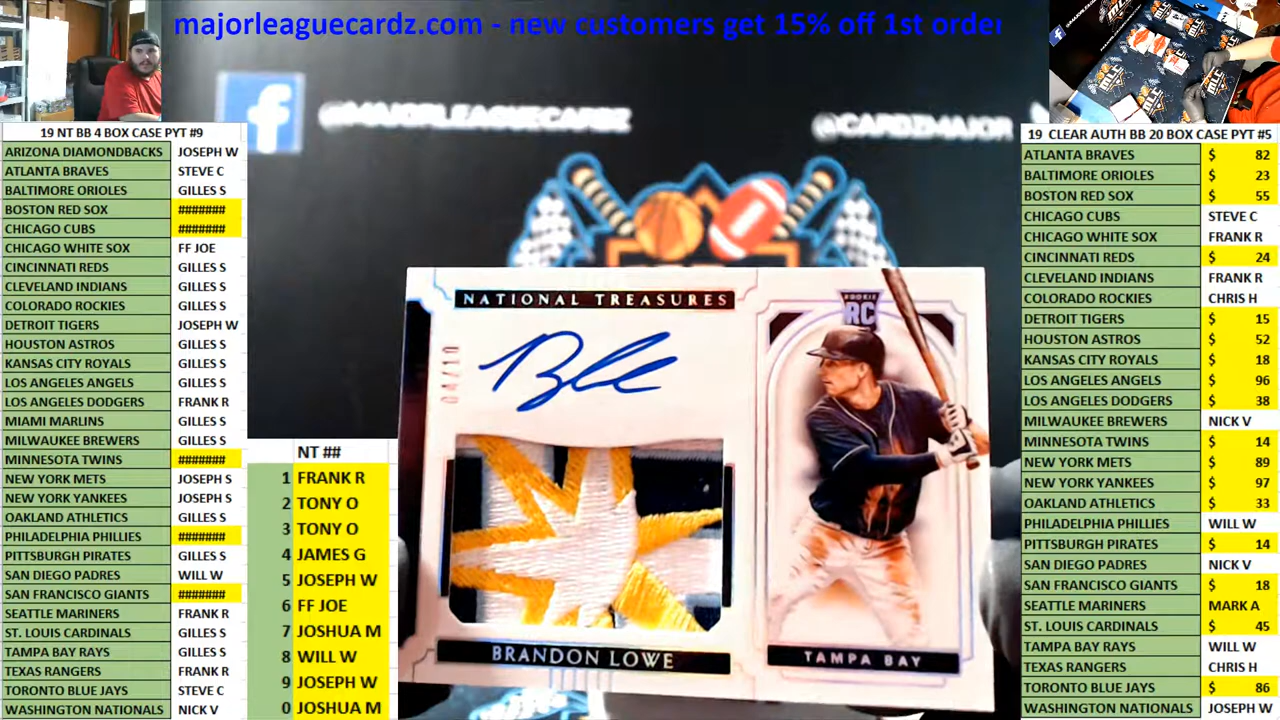 majorleaguecardz.com - new customers get 15% off 1st order
@MAJORLEAGUECARDZ
@CARDZMAJOR
19 NT BB 4 BOX CASE PYT #9
ARIZONA DIAMONDBACKS JOSEPH W
ATLANTA BRAVES STEVE C
BALTIMORE ORIOLES GILLES S
BOSTON RED SOX #######
CHICAGO CUBS #######
CHICAGO WHITE SOX FF JOE
CINCINNATI REDS GILLES S
CLEVELAND INDIANS GILLES S
COLORADO ROCKIES GILLES S
DETROIT TIGERS JOSEPH W
HOUSTON ASTROS GILLES S
KANSAS CITY ROYALS GILLES S
LOS ANGELES ANGELS GILLES S
LOS ANGELES DODGERS FRANK R
MIAMI MARLINS GILLES S
MILWAUKEE BREWERS GILLES S
MINNESOTA TWINS #######
NEW YORK METS JOSEPH S
NEW YORK YANKEES JOSEPH S
OAKLAND ATHLETICS GILLES S
PHILADELPHIA PHILLIES #######
PITTSBURGH PIRATES GILLES S
SAN DIEGO PADRES WILL W
SAN FRANCISCO GIANTS #######
SEATTLE MARINERS FRANK R
ST. LOUIS CARDINALS GILLES S
TAMPA BAY RAYS GILLES S
TEXAS RANGERS FRANK R
TORONTO BLUE JAYS STEVE C
WASHINGTON NATIONALS NICK V
NT ##
1 FRANK R
2 TONY O
3 TONY O
4 JAMES G
5 JOSEPH W
6 FF JOE
7 JOSHUA M
8 WILL W
9 JOSEPH W
0 JOSHUA M
NATIONAL TREASURES
ROOKIE
RC
BRANDON LOWE
TAMPA BAY
19 CLEAR AUTH BB 20 BOX CASE PYT #5
ATLANTA BRAVES $ 82
BALTIMORE ORIOLES $ 23
BOSTON RED SOX $ 55
CHICAGO CUBS STEVE C
CHICAGO WHITE SOX FRANK R
CINCINNATI REDS $ 24
CLEVELAND INDIANS FRANK R
COLORADO ROCKIES CHRIS H
DETROIT TIGERS $ 15
HOUSTON ASTROS $ 52
KANSAS CITY ROYALS $ 18
LOS ANGELES ANGELS $ 96
LOS ANGELES DODGERS $ 38
MILWAUKEE BREWERS NICK V
MINNESOTA TWINS $ 14
NEW YORK METS $ 89
NEW YORK YANKEES $ 97
OAKLAND ATHLETICS $ 33
PHILADELPHIA PHILLIES WILL W
PITTSBURGH PIRATES $ 14
SAN DIEGO PADRES NICK V
SAN FRANCISCO GIANTS $ 18
SEATTLE MARINERS MARK A
ST. LOUIS CARDINALS $ 45
TAMPA BAY RAYS WILL W
TEXAS RANGERS CHRIS H
TORONTO BLUE JAYS $ 86
WASHINGTON NATIONALS JOSEPH W